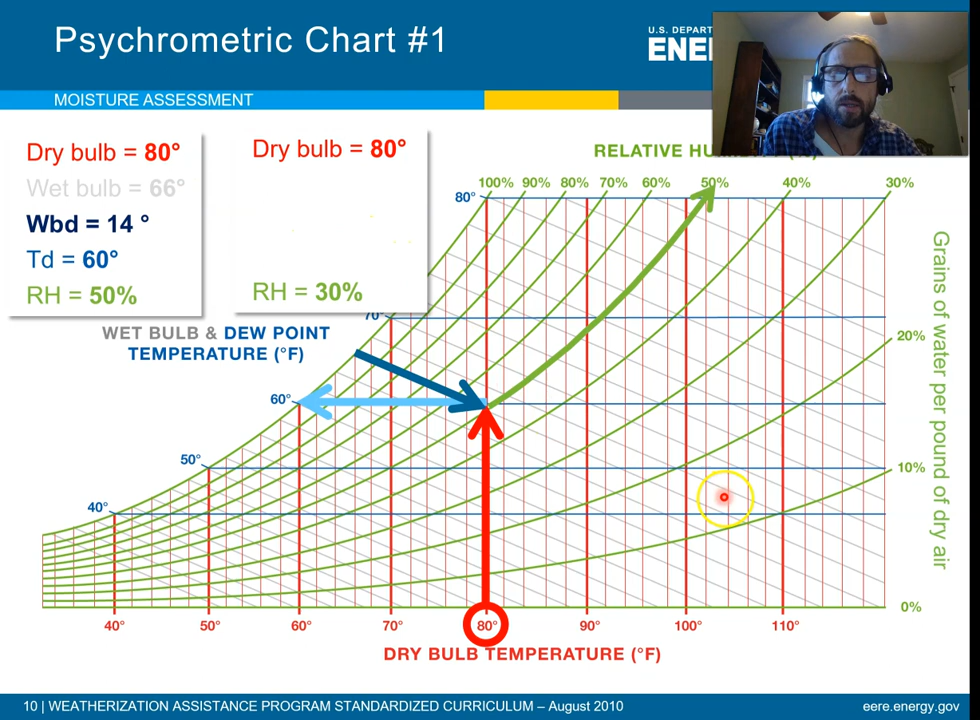 Psychrometric Chart #1
U.S. DEPART
MOISTURE ASSESSMENT
Dry bulb = 80°
Wet bulb = 66°
Wbd = 14 °
Td = 60°
RH = 50%
Dry bulb = 80°
RH = 30%
RELATIVE
100% 90% 80% 70% 60% 50% 40% 30%
80°
70°
WET BULB & DEW POINT
TEMPERATURE (°F)
60°
50°
40°
20%
10%
0%
Grains of water per pound of dry air
40° 50° 60° 70° 80° 90° 100° 110°
DRY BULB TEMPERATURE (°F)
10 | WEATHERIZATION ASSISTANCE PROGRAM STANDARDIZED CURRICULUM – August 2010
eere.energy.gov